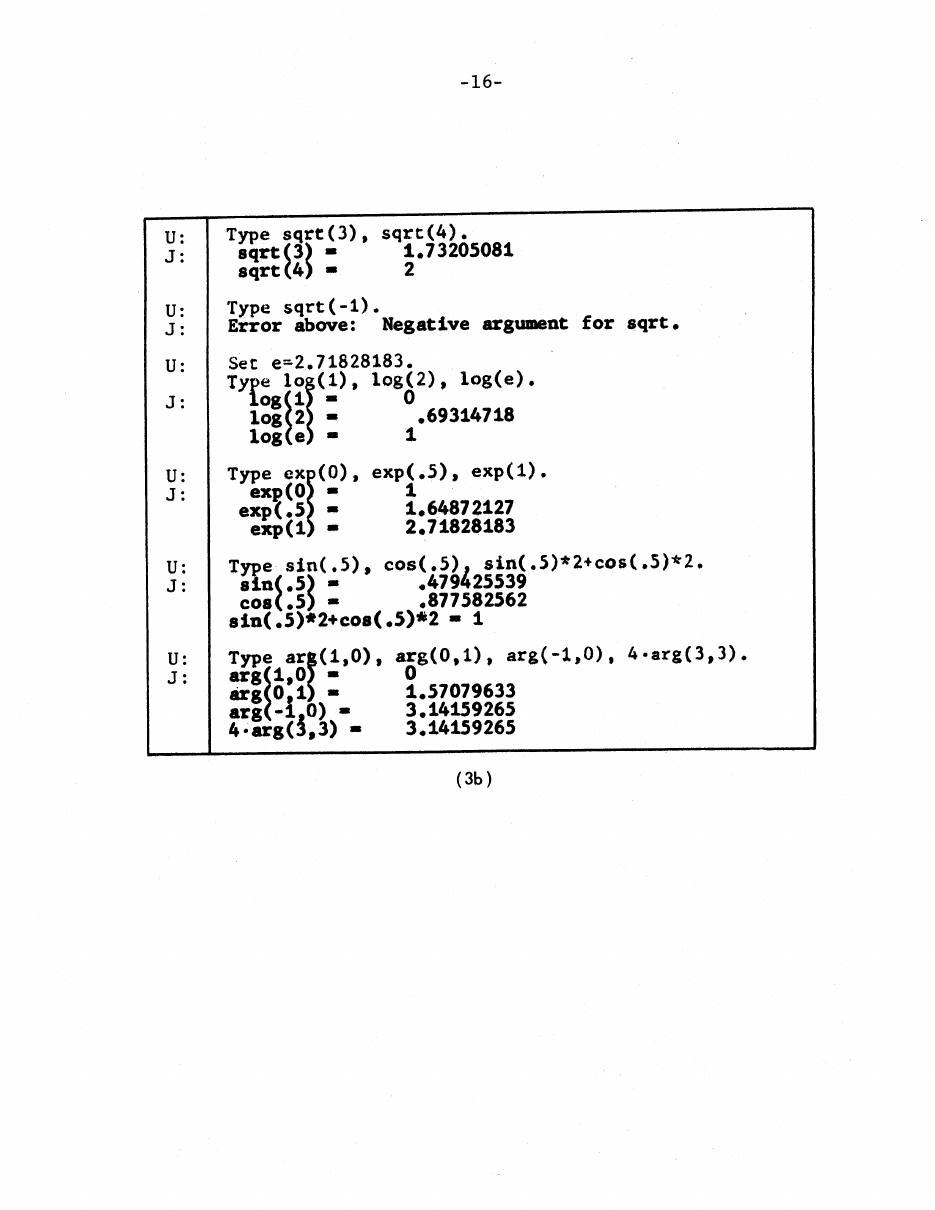 -16-
U: Type sqrt(3), sqrt(4).
J: sqrt(3) = 1.73205081
sqrt(4) = 2
U: Type sqrt(-1).
J: Error above: Negative argument for sqrt.
U: Set e=2.71828183.
Type log(1), log(2), log(e).
J: log(1) = 0
log(2) = .69314718
log(e) = 1
U: Type exp(0), exp(.5), exp(1).
J: exp(0) = 1
exp(.5) = 1.64872127
exp(1) = 2.71828183
U: Type sin(.5), cos(.5), sin(.5)*2+cos(.5)*2.
J: sin(.5) = .479425539
cos(.5) = .877582562
sin(.5)*2+cos(.5)*2 = 1
U: Type arg(1,0), arg(0,1), arg(-1,0), 4·arg(3,3).
J: arg(1,0) = 0
arg(0,1) = 1.57079633
arg(-1,0) = 3.14159265
4·arg(3,3) = 3.14159265
(3b)